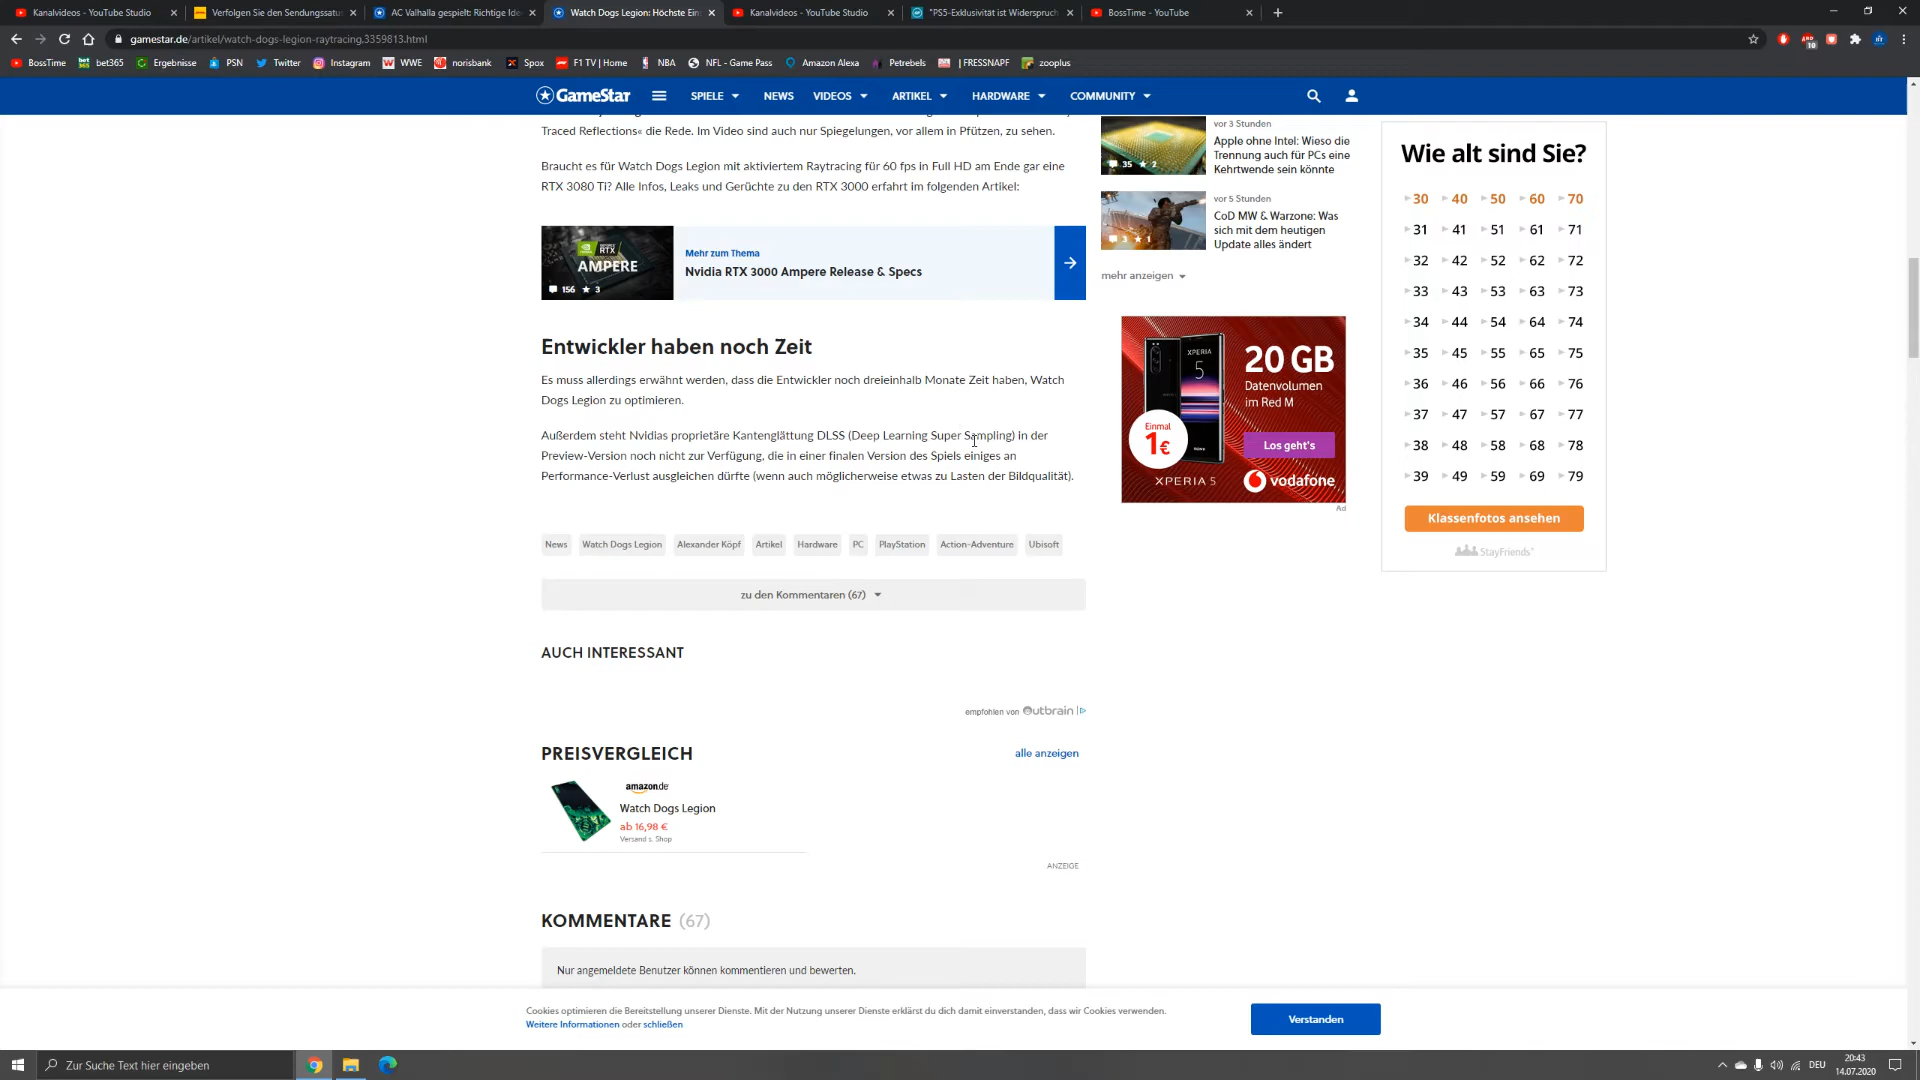 Kanalvideos - YouTube Studio
Verfolgen Sie den Sendungssatu
AC Valhalla gespielt: Richtige Ide
Watch Dogs Legion: Höchste Ein
Kanalvideos - YouTube Studio
"PS5-Exklusivität ist Widerspruch
BossTime - YouTube
gamestar.de/artikel/watch-dogs-legion-raytracing,3359813.html
BossTime
bet365
Ergebnisse
PSN
Twitter
Instagram
WWE
norisbank
Spox
F1 TV | Home
NBA
NFL - Game Pass
Amazon Alexa
Petrebels
| FRESSNAPF
zooplus
GameStar
SPIELE
NEWS
VIDEOS
ARTIKEL
HARDWARE
COMMUNITY
Traced Reflections« die Rede. Im Video sind auch nur Spiegelungen, vor allem in Pfützen, zu sehen.
Braucht es für Watch Dogs Legion mit aktiviertem Raytracing für 60 fps in Full HD am Ende gar eine
RTX 3080 Ti? Alle Infos, Leaks und Gerüchte zu den RTX 3000 erfahrt im folgenden Artikel:
RTX
AMPERE
156 3
Mehr zum Thema
Nvidia RTX 3000 Ampere Release & Specs
Entwickler haben noch Zeit
Es muss allerdings erwähnt werden, dass die Entwickler noch dreieinhalb Monate Zeit haben, Watch
Dogs Legion zu optimieren.
Außerdem steht Nvidias proprietäre Kantenglättung DLSS (Deep Learning Super Sampling) in der
Preview-Version noch nicht zur Verfügung, die in einer finalen Version des Spiels einiges an
Performance-Verlust ausgleichen dürfte (wenn auch möglicherweise etwas zu Lasten der Bildqualität).
News
Watch Dogs Legion
Alexander Köpf
Artikel
Hardware
PC
PlayStation
Action-Adventure
Ubisoft
zu den Kommentaren (67)
AUCH INTERESSANT
empfohlen von Outbrain
PREISVERGLEICH
alle anzeigen
amazon.de
Watch Dogs Legion
ab 16,98 €
Versand s. Shop
ANZEIGE
KOMMENTARE (67)
Nur angemeldete Benutzer können kommentieren und bewerten.
vor 3 Stunden
Apple ohne Intel: Wieso die
Trennung auch für PCs eine
Kehrtwende sein könnte
35 2
vor 5 Stunden
CoD MW & Warzone: Was
sich mit dem heutigen
Update alles ändert
3 1
mehr anzeigen
XPERIA
5
20 GB
Datenvolumen
im Red M
Einmal
1€
Los geht's
XPERIA 5
vodafone
Ad
Wie alt sind Sie?
30 40 50 60 70
31 41 51 61 71
32 42 52 62 72
33 43 53 63 73
34 44 54 64 74
35 45 55 65 75
36 46 56 66 76
37 47 57 67 77
38 48 58 68 78
39 49 59 69 79
Klassenfotos ansehen
StayFriends
Cookies optimieren die Bereitstellung unserer Dienste. Mit der Nutzung unserer Dienste erklärst du dich damit einverstanden, dass wir Cookies verwenden.
Weitere Informationen oder schließen
Verstanden
Zur Suche Text hier eingeben
DEU
20:43
14.07.2020